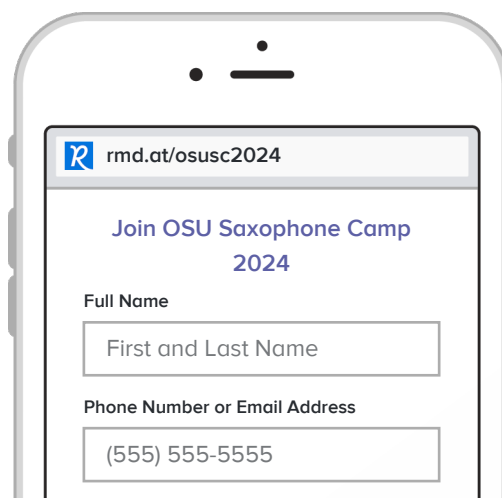 rmd.at/osusc2024
Join OSU Saxophone Camp
2024
Full Name
First and Last Name
Phone Number or Email Address
(555) 555-5555